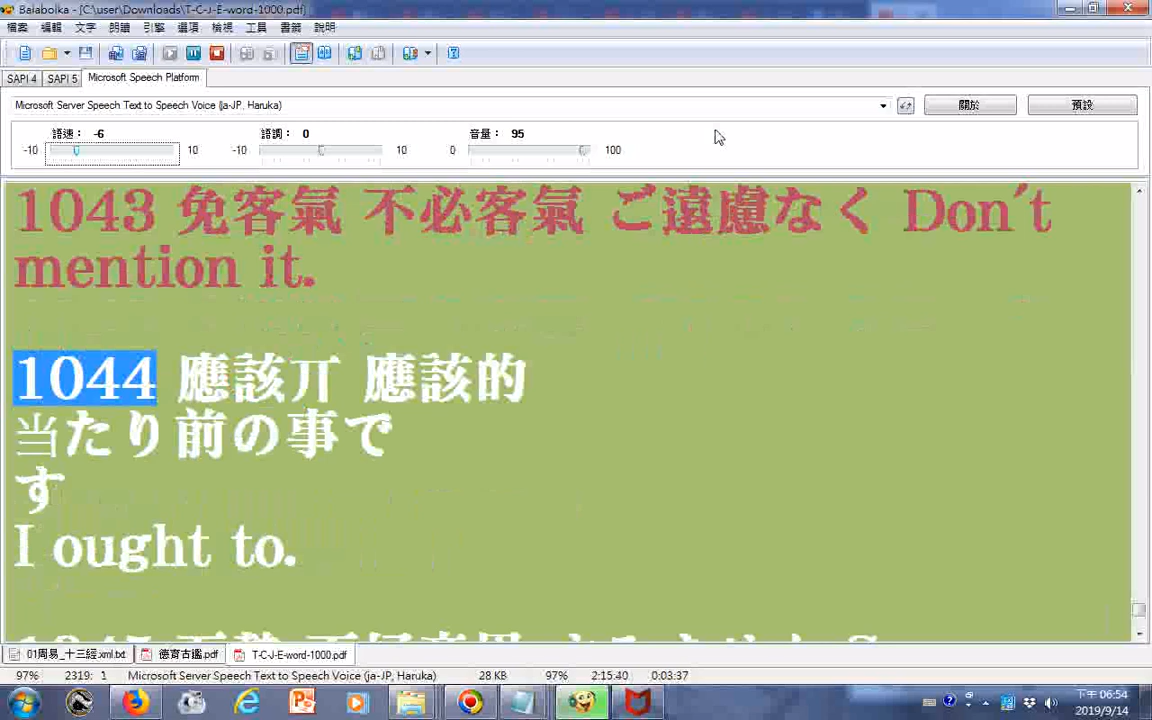 Balabolka - [C:\user\Downloads\T-C-J-E-word-1000.pdf]
檔案 編輯 文字 朗讀 引擎 選項 檢視 工具 書籤 說明
SAPI 4 SAPI 5 Microsoft Speech Platform
Microsoft Server Speech Text to Speech Voice (ja-JP, Haruka) 關於 預設
語速： -6 語調： 0 音量： 95
-10 10 -10 10 0 100
1043 免客氣 不必客氣 ご遠慮なく Don't
mention it.
1044 應該丌 應該的
当たり前の事で
す
I ought to.
01周易_十三經.xml.txt 德育古鑑.pdf T-C-J-E-word-1000.pdf
97% 2319: 1 Microsoft Server Speech Text to Speech Voice (ja-JP, Haruka) 28 KB 97% 2:15:40 0:03:37
下午 06:54
2019/9/14